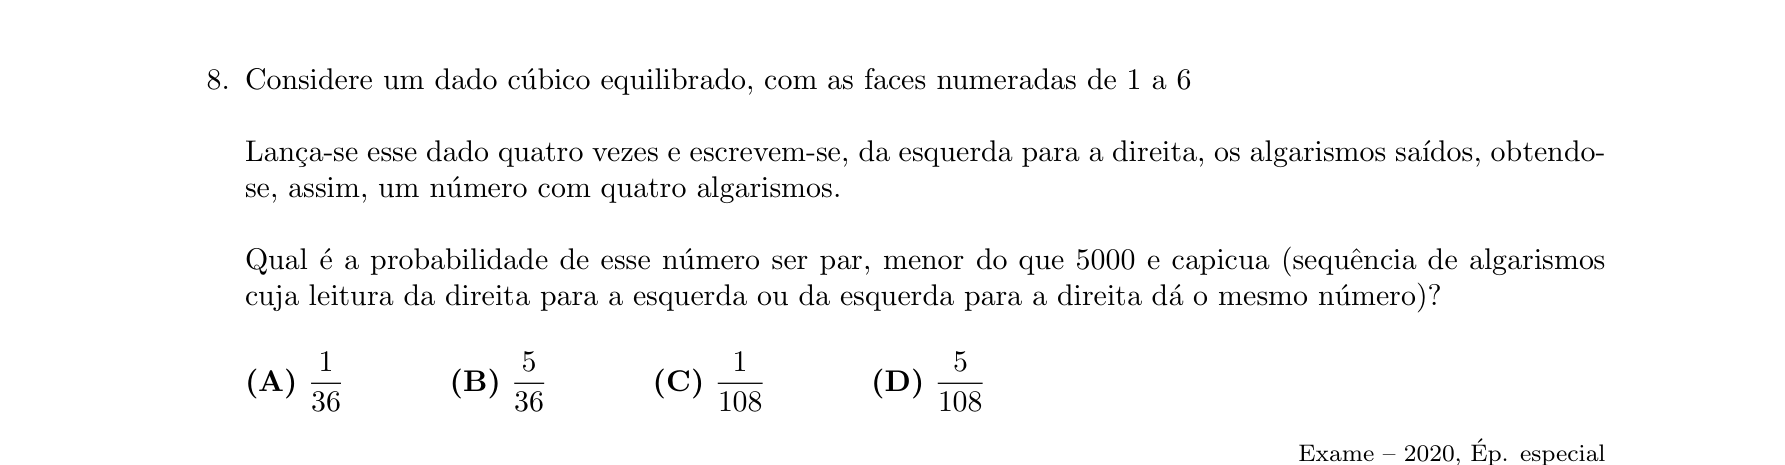 8. Considere um dado cúbico equilibrado, com as faces numeradas de 1 a 6
Lança-se esse dado quatro vezes e escrevem-se, da esquerda para a direita, os algarismos saídos, obtendo-
se, assim, um número com quatro algarismos.
Qual é a probabilidade de esse número ser par, menor do que 5000 e capicua (sequência de algarismos
cuja leitura da direita para a esquerda ou da esquerda para a direita dá o mesmo número)?
(A) 1/36 (B) 5/36 (C) 1/108 (D) 5/108
Exame – 2020, Ép. especial